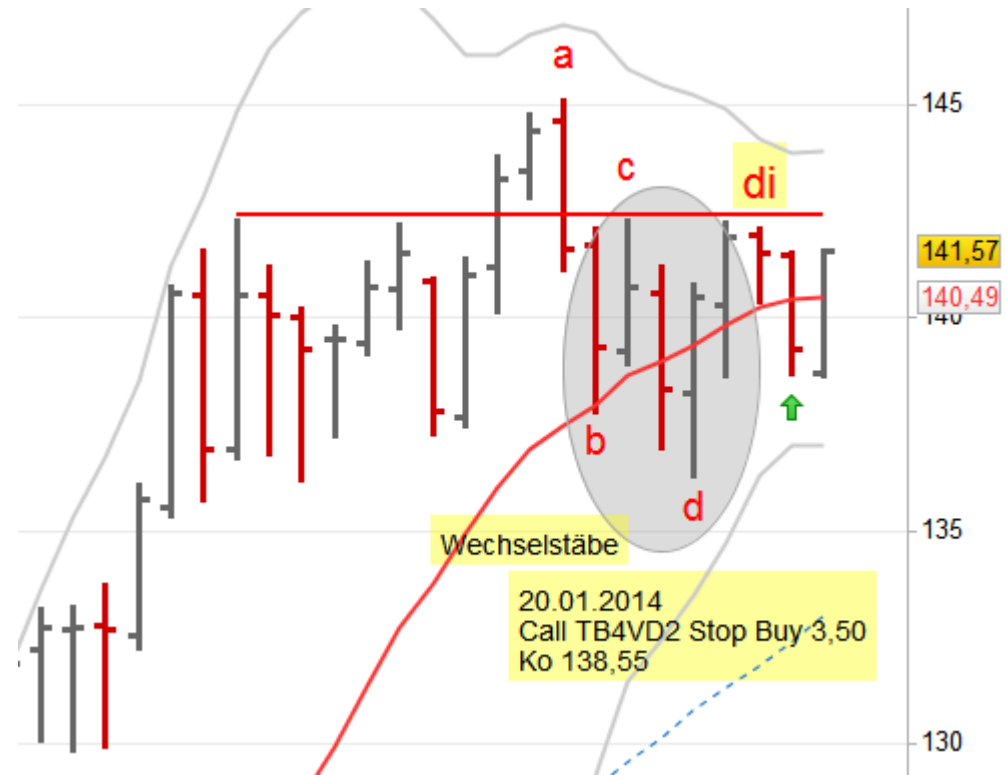 a
145
c
di
141,57
140,49
140
b
d
135
Wechselstäbe
20.01.2014
Call TB4VD2 Stop Buy 3,50
Ko 138,55
130